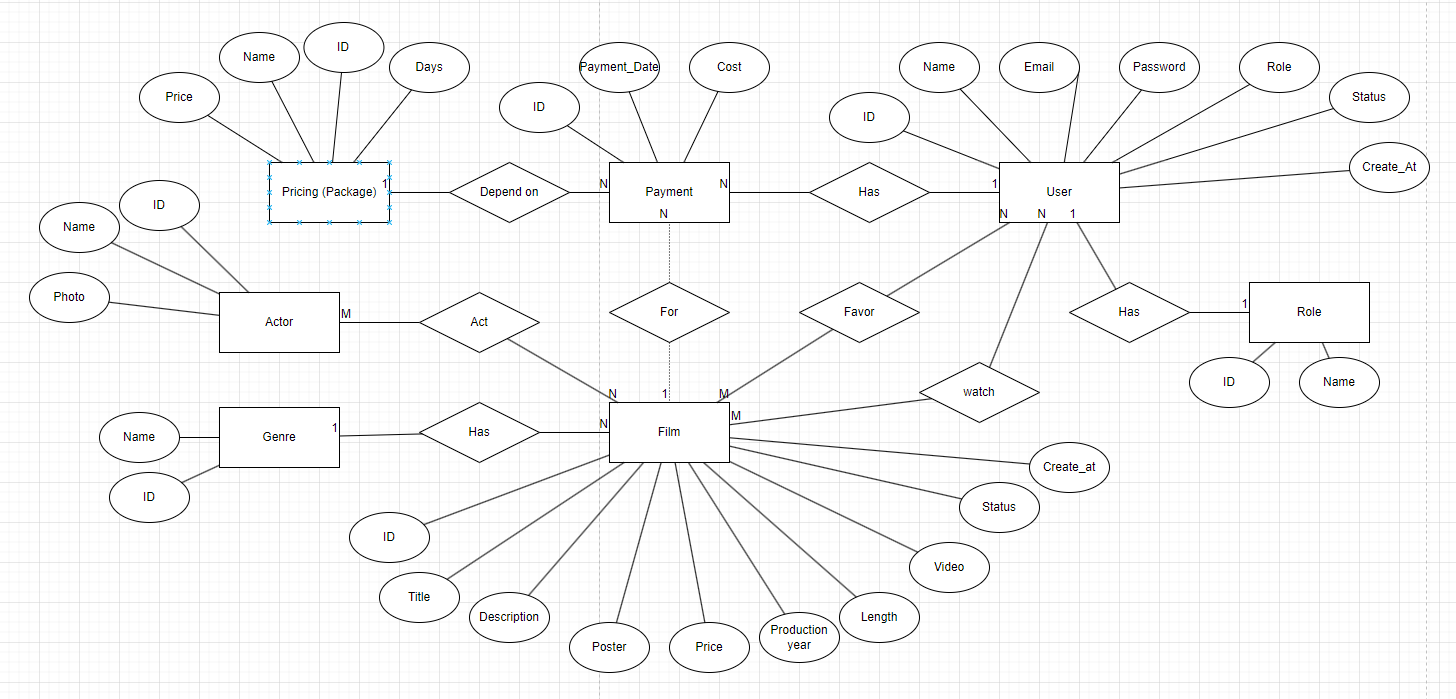 ID
Name
Days
Price
Payment_Date
Cost
ID
Name
Email
Password
Role
Status
ID
Create_At
Pricing (Package)
1
Depend on
N
Payment
N
N
Has
1
User
N
N
1
ID
Name
Photo
Actor
M
Act
For
Favor
Has
1
Role
ID
Name
watch
N
1
M
M
Name
ID
Genre
1
Has
N
Film
Create_at
Status
Video
Length
Production
year
Price
Poster
Description
Title
ID